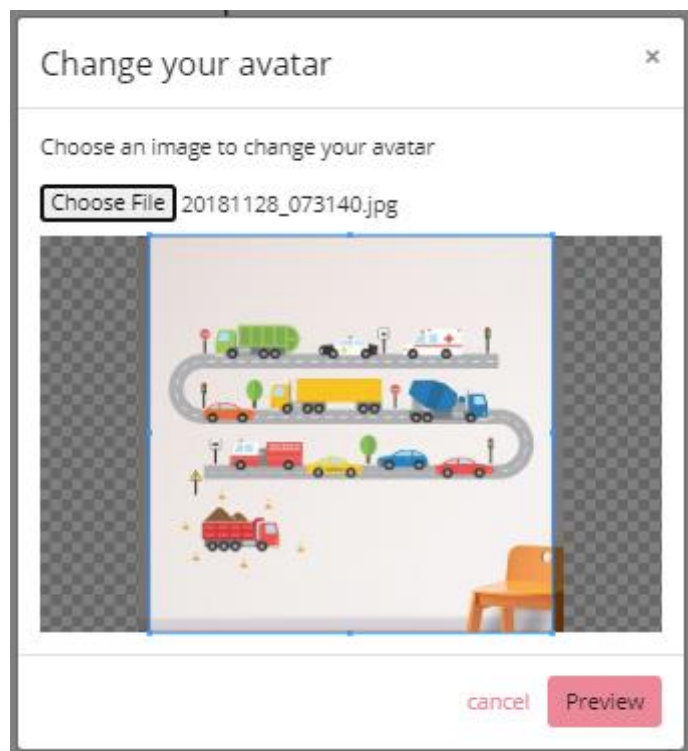 Change your avatar
×
Choose an image to change your avatar
Choose File 20181128_073140.jpg
cancel Preview